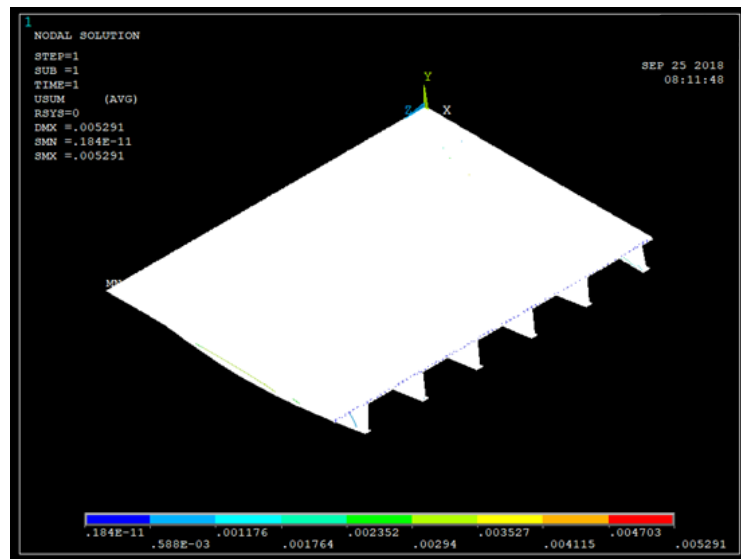 1
NODAL SOLUTION
STEP=1
SUB =1
TIME=1
USUM (AVG)
RSYS=0
DMX =.005291
SMN =.184E-11
SMX =.005291
SEP 25 2018
08:11:48
Y
Z X
.184E-11 .001176 .002352 .003527 .004703
.588E-03 .001764 .00294 .004115 .005291